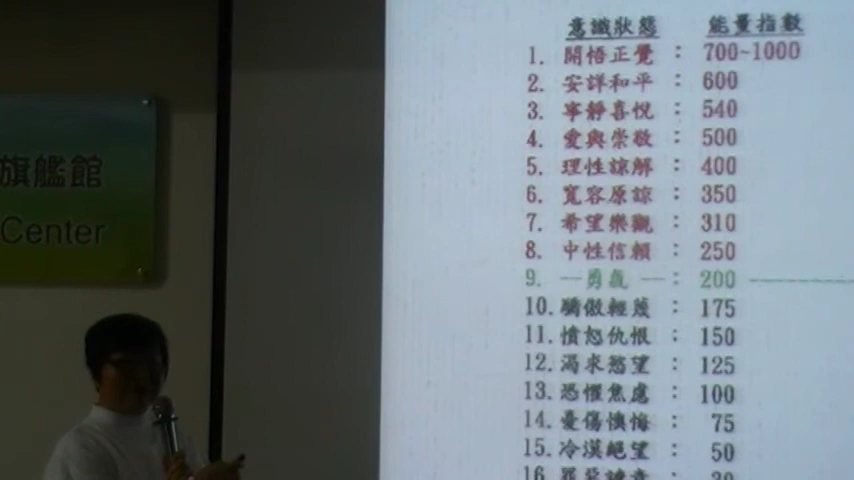 旗艦館
Center
意識狀態 能量指數
1. 開悟正覺 : 700~1000
2. 安詳和平 : 600
3. 寧靜喜悅 : 540
4. 愛與崇敬 : 500
5. 理性諒解 : 400
6. 寬容原諒 : 350
7. 希望樂觀 : 310
8. 中性信賴 : 250
9. —勇氣— : 200
10. 驕傲輕蔑 : 175
11. 憤怒仇恨 : 150
12. 渴求慾望 : 125
13. 恐懼焦慮 : 100
14. 憂傷懊悔 : 75
15. 冷漠絕望 : 50
16